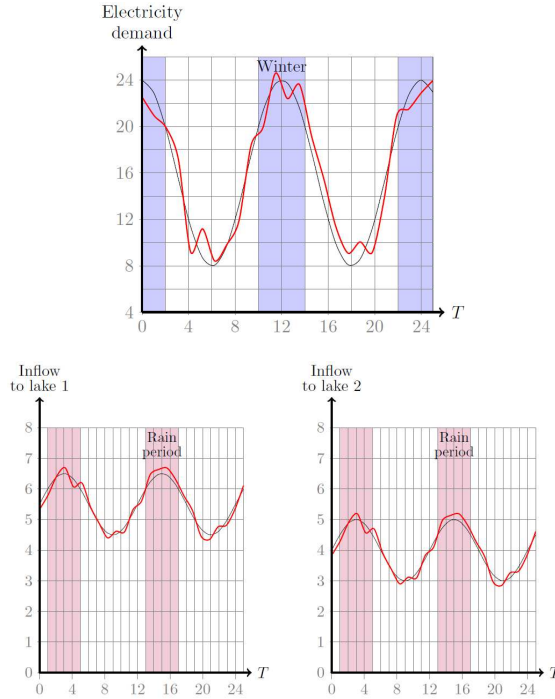 Electricity
demand
Winter
24
20
16
12
8
4
0 4 8 12 16 20 24 T
Inflow
to lake 1
8
7
6
5
4
3
2
1
0
Rain
period
0 4 8 12 16 20 24 T
Inflow
to lake 2
8
7
6
5
4
3
2
1
0
Rain
period
0 4 8 12 16 20 24 T